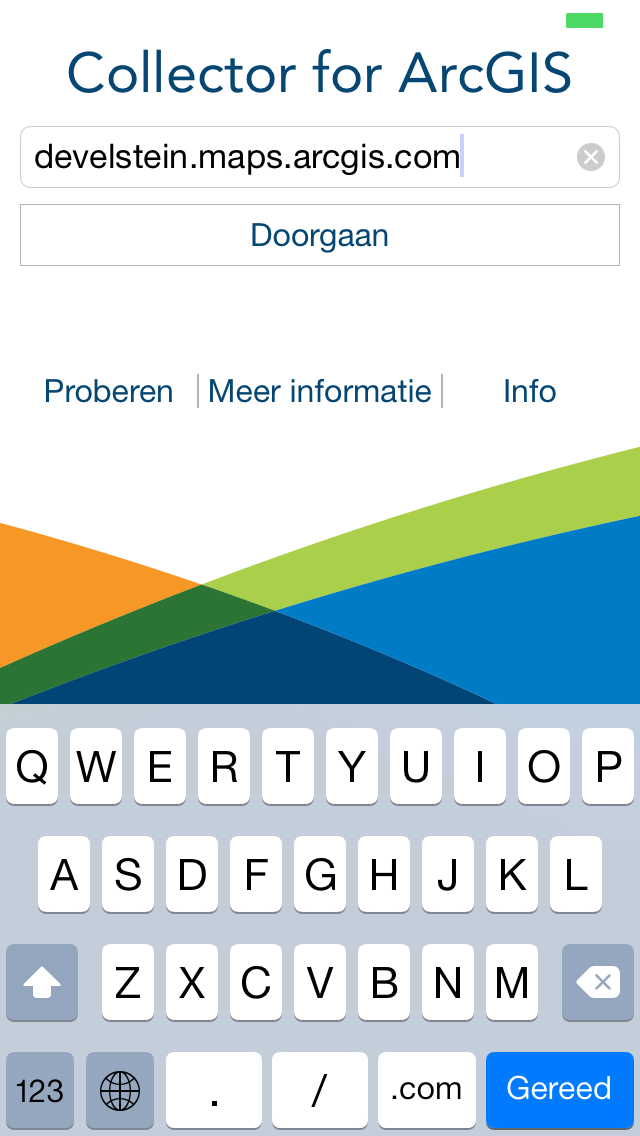 Collector for ArcGIS
develstein.maps.arcgis.com
Doorgaan
Proberen Meer informatie Info
Q W E R T Y U I O P
A S D F G H J K L
Z X C V B N M
123 . / .com Gereed